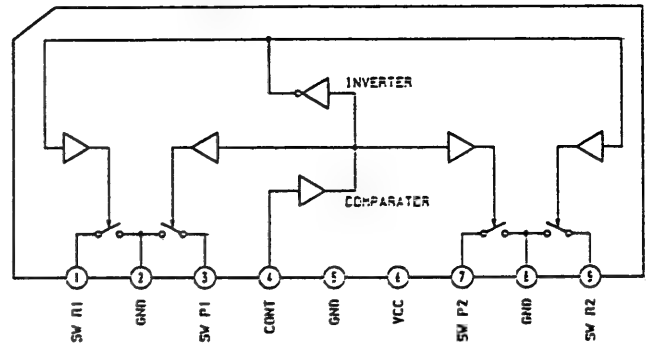 INVERTER
COMPARATER
1 2 3 4 5 6 7 8 9
SW R1
GND
SW P1
CONT
GND
VCC
SW P2
GND
SW R2